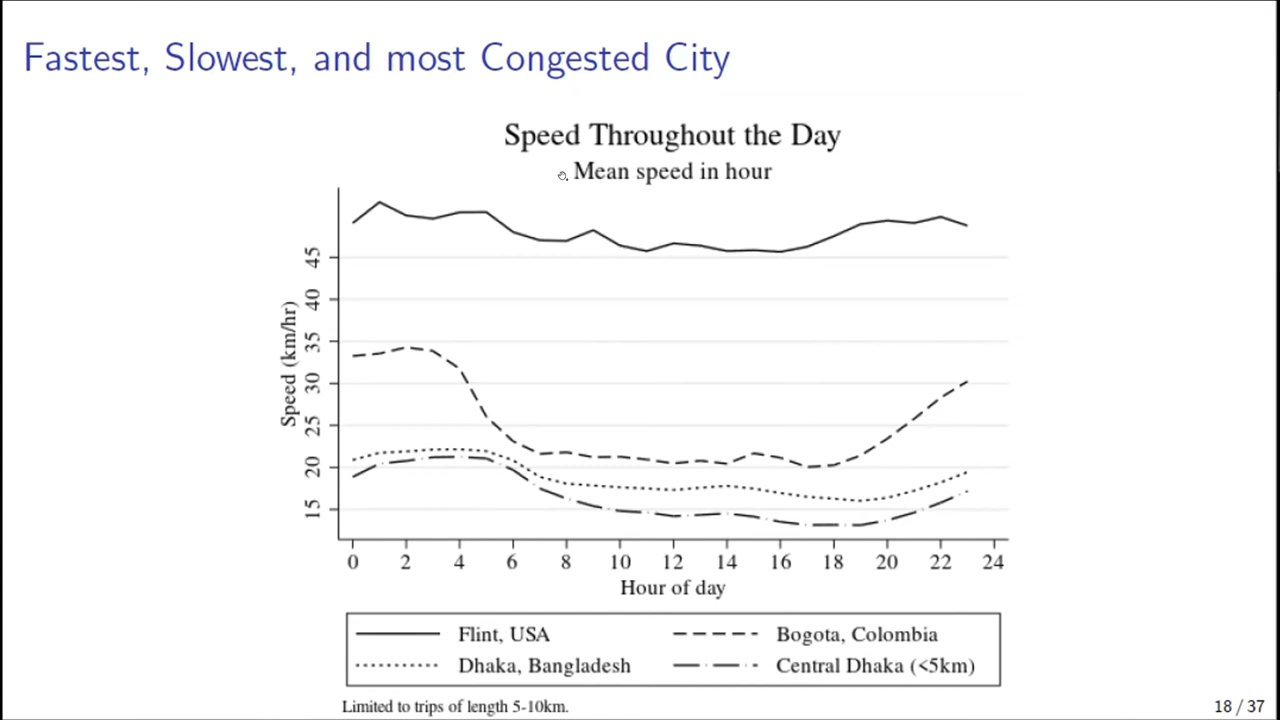 Fastest, Slowest, and most Congested City
Speed Throughout the Day
Mean speed in hour
Speed (km/hr)
45
40
35
30
25
20
15
0 2 4 6 8 10 12 14 16 18 20 22 24
Hour of day
Flint, USA Bogota, Colombia
Dhaka, Bangladesh Central Dhaka (<5km)
Limited to trips of length 5-10km.
18 / 37